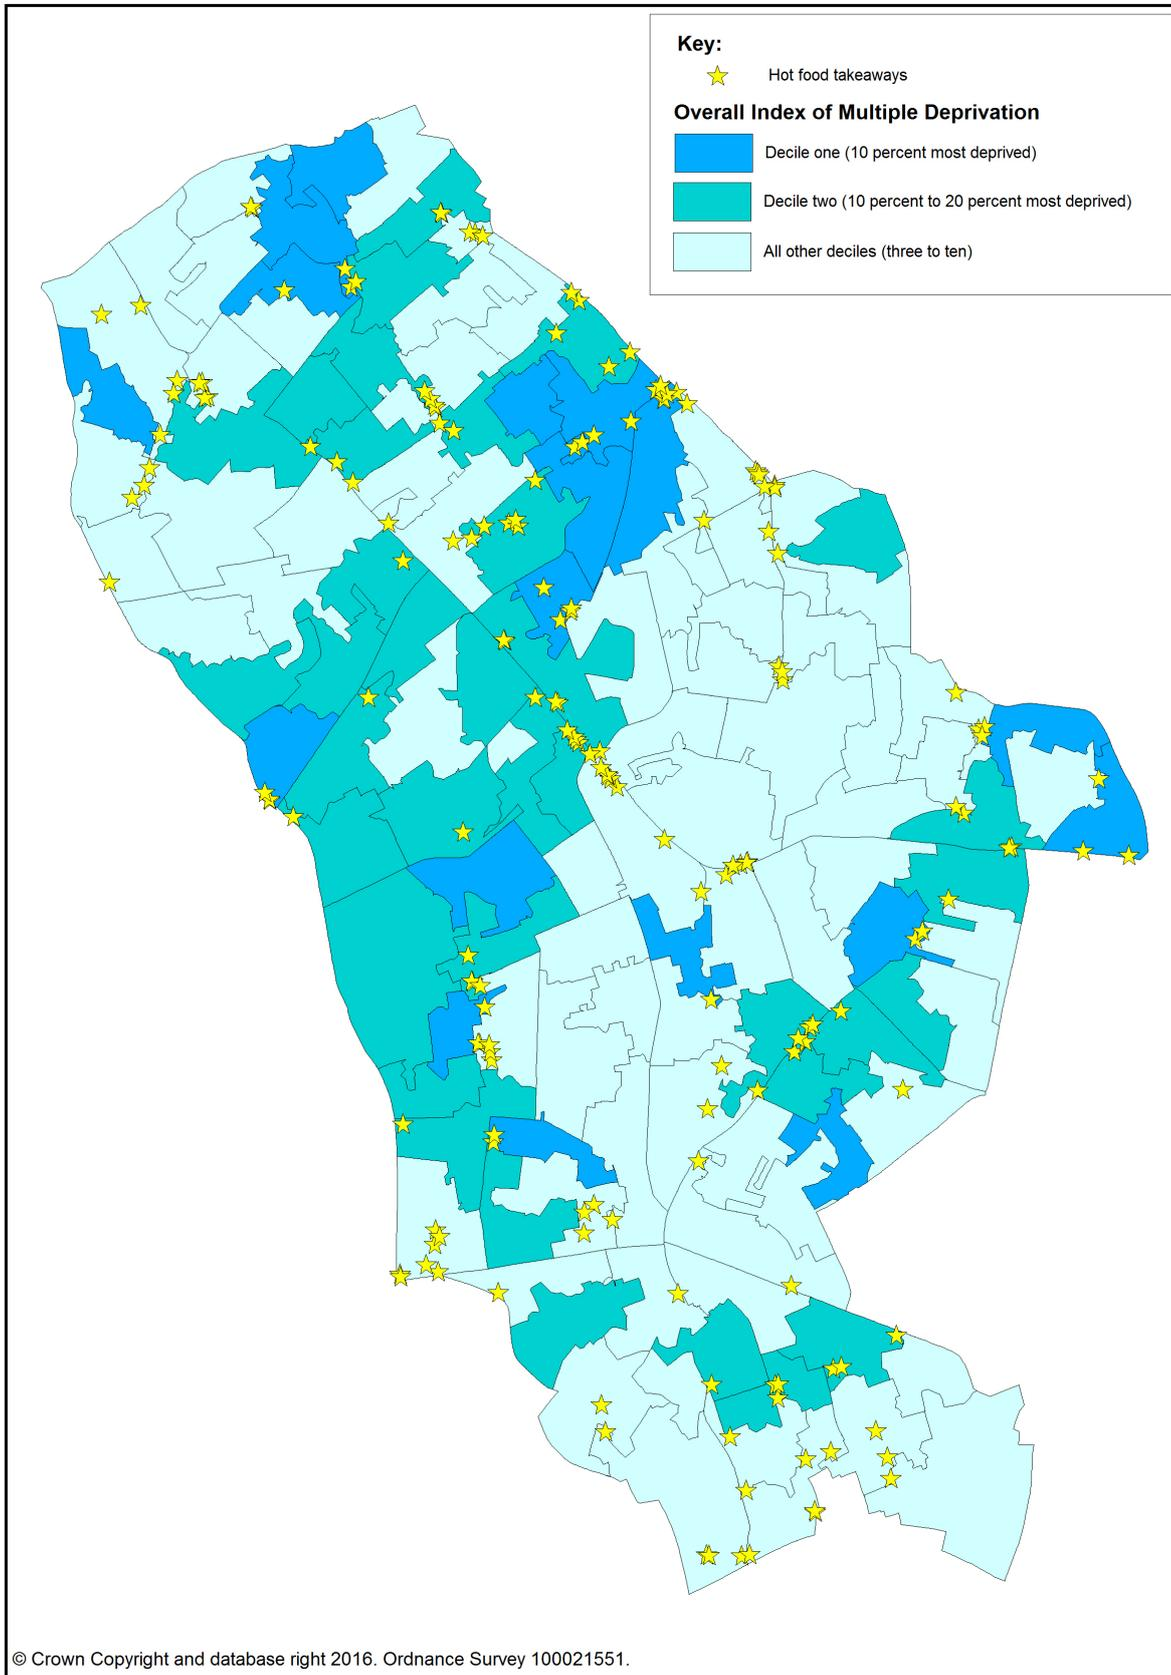 Key:
Hot food takeaways
Overall Index of Multiple Deprivation
Decile one (10 percent most deprived)
Decile two (10 percent to 20 percent most deprived)
All other deciles (three to ten)
© Crown Copyright and database right 2016. Ordnance Survey 100021551.